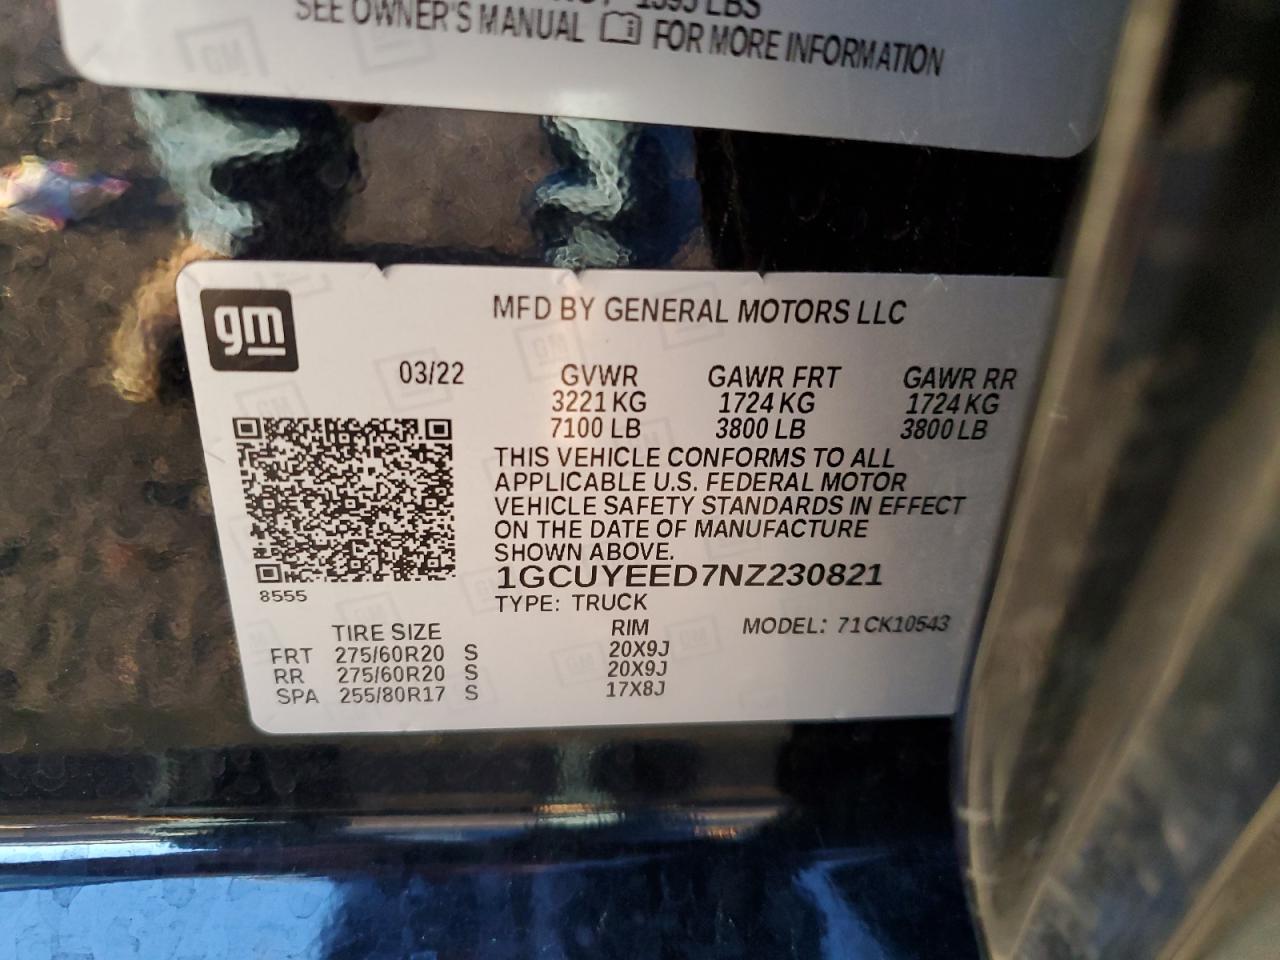 LBS
SEE OWNER'S MANUAL FOR MORE INFORMATION
gm
MFD BY GENERAL MOTORS LLC
03/22 GVWR GAWR FRT GAWR RR
3221 KG 1724 KG 1724 KG
7100 LB 3800 LB 3800 LB
THIS VEHICLE CONFORMS TO ALL
APPLICABLE U.S. FEDERAL MOTOR
VEHICLE SAFETY STANDARDS IN EFFECT
ON THE DATE OF MANUFACTURE
SHOWN ABOVE.
1GCUYEED7NZ230821
8555
TYPE: TRUCK
TIRE SIZE RIM MODEL: 71CK10543
FRT 275/60R20 S 20X9J
RR 275/60R20 S 20X9J
SPA 255/80R17 S 17X8J